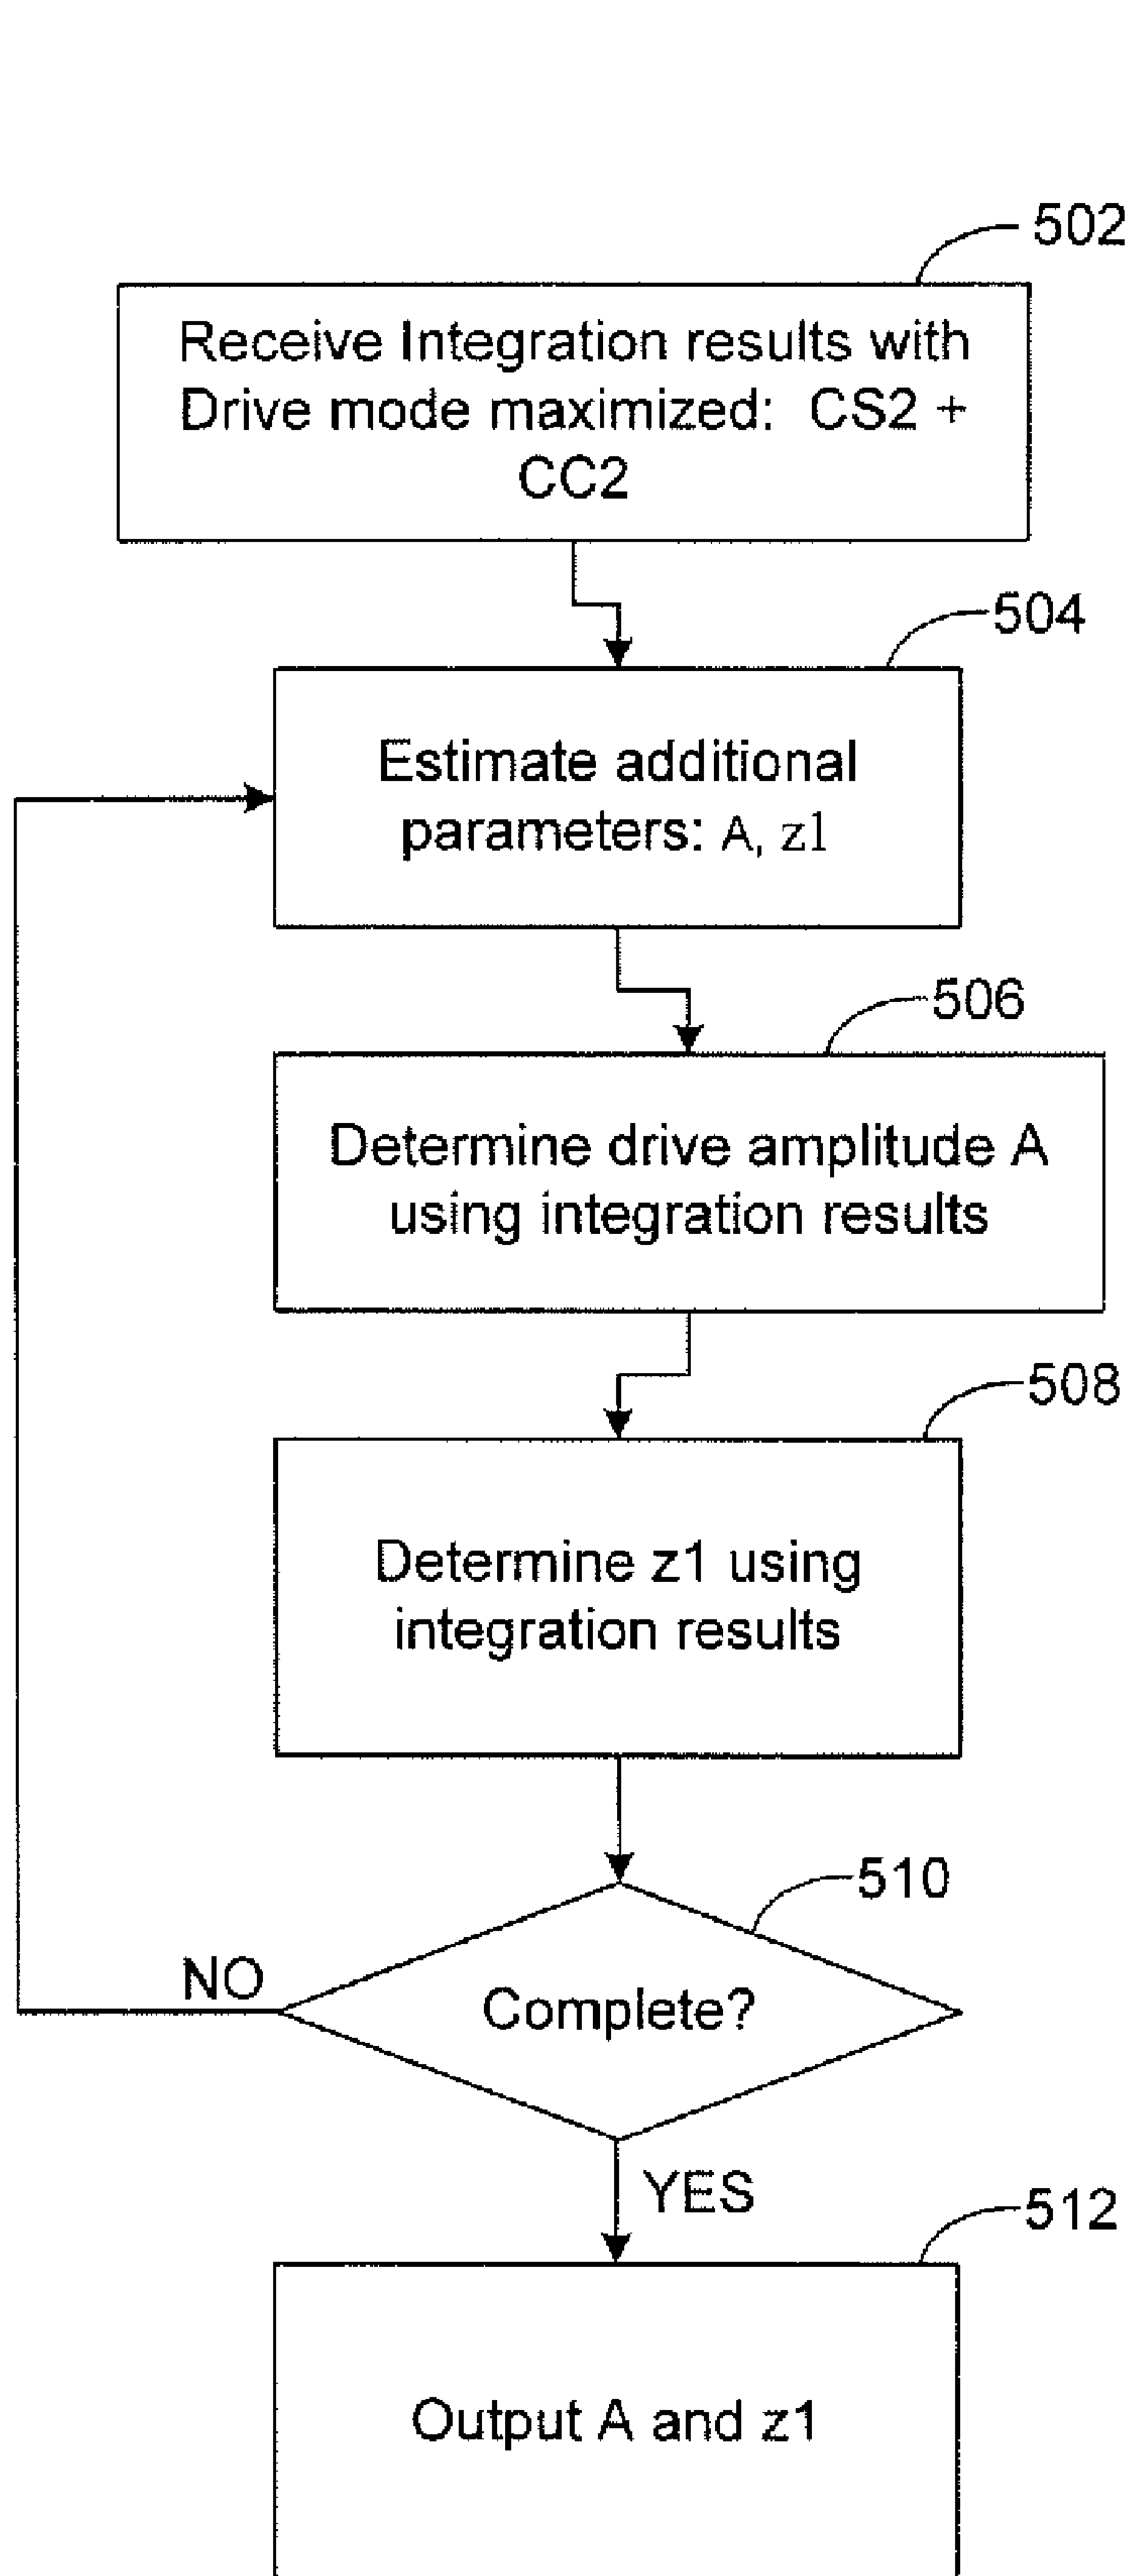 502
Receive Integration results with
Drive mode maximized: CS2 +
CC2
504
Estimate additional
parameters: A, z1
506
Determine drive amplitude A
using integration results
508
Determine z1 using
integration results
510
NO
Complete?
YES
512
Output A and z1